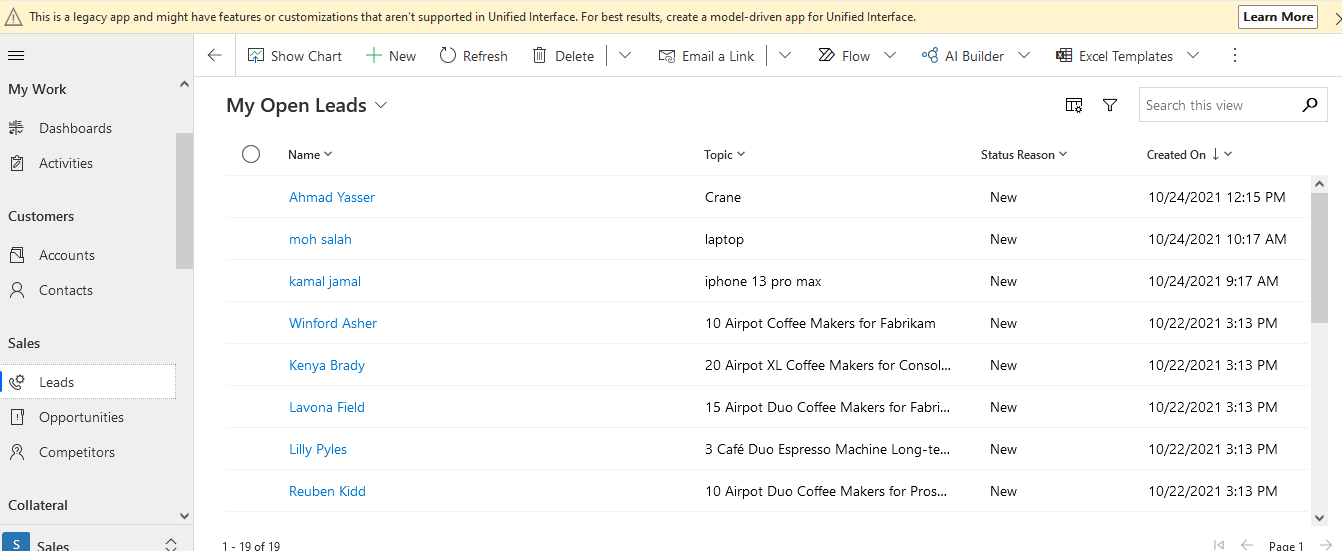 This is a legacy app and might have features or customizations that aren't supported in Unified Interface. For best results, create a model-driven app for Unified Interface. Learn More
Show Chart New Refresh Delete Email a Link Flow AI Builder Excel Templates
My Work
Dashboards
Activities
Customers
Accounts
Contacts
Sales
Leads
Opportunities
Competitors
Collateral
S Sales
My Open Leads Search this view
Name Topic Status Reason Created On
Ahmad Yasser Crane New 10/24/2021 12:15 PM
moh salah laptop New 10/24/2021 10:17 AM
kamal jamal iphone 13 pro max New 10/24/2021 9:17 AM
Winford Asher 10 Airpot Coffee Makers for Fabrikam New 10/22/2021 3:13 PM
Kenya Brady 20 Airpot XL Coffee Makers for Consol... New 10/22/2021 3:13 PM
Lavona Field 15 Airpot Duo Coffee Makers for Fabri... New 10/22/2021 3:13 PM
Lilly Pyles 3 Café Duo Espresso Machine Long-te... New 10/22/2021 3:13 PM
Reuben Kidd 10 Airpot Duo Coffee Makers for Pros... New 10/22/2021 3:13 PM
1 - 19 of 19 Page 1